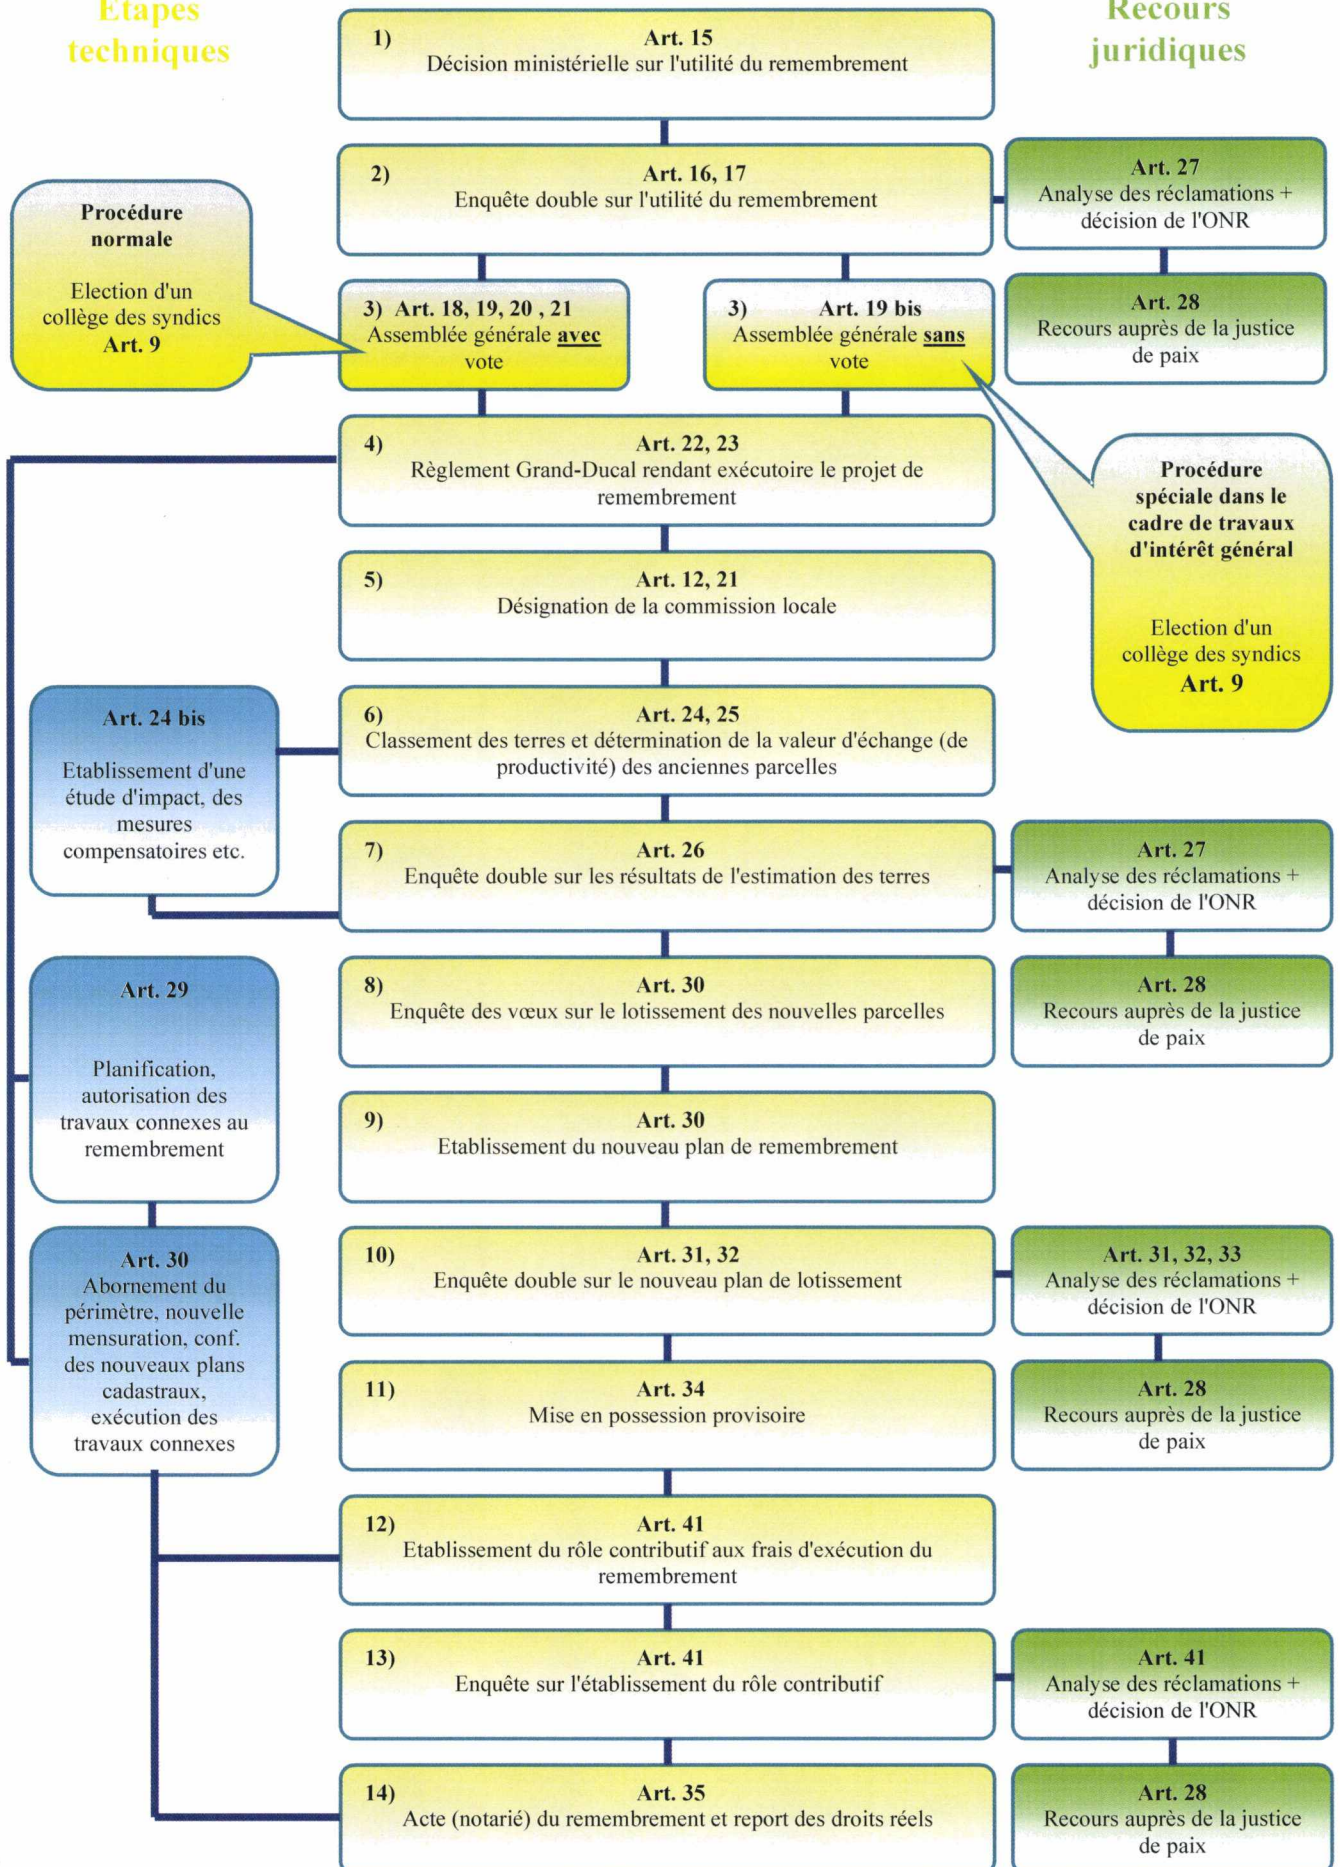 Etapes
techniques
Recours
juridiques
1) Art. 15
Décision ministérielle sur l'utilité du remembrement
2) Art. 16, 17
Enquête double sur l'utilité du remembrement
Art. 27
Analyse des réclamations +
décision de l'ONR
Art. 28
Recours auprès de la justice
de paix
Procédure
normale
Election d'un
collège des syndics
Art. 9
3) Art. 18, 19, 20 , 21
Assemblée générale avec
vote
3) Art. 19 bis
Assemblée générale sans
vote
Procédure
spéciale dans le
cadre de travaux
d'intérêt général
Election d'un
collège des syndics
Art. 9
4) Art. 22, 23
Règlement Grand-Ducal rendant exécutoire le projet de
remembrement
5) Art. 12, 21
Désignation de la commission locale
6) Art. 24, 25
Classement des terres et détermination de la valeur d'échange (de
productivité) des anciennes parcelles
Art. 24 bis
Etablissement d'une
étude d'impact, des
mesures
compensatoires etc.
7) Art. 26
Enquête double sur les résultats de l'estimation des terres
Art. 27
Analyse des réclamations +
décision de l'ONR
Art. 28
Recours auprès de la justice
de paix
8) Art. 30
Enquête des vœux sur le lotissement des nouvelles parcelles
Art. 29
Planification,
autorisation des
travaux connexes au
remembrement
9) Art. 30
Etablissement du nouveau plan de remembrement
Art. 30
Abornement du
périmètre, nouvelle
mensuration, conf.
des nouveaux plans
cadastraux,
exécution des
travaux connexes
10) Art. 31, 32
Enquête double sur le nouveau plan de lotissement
Art. 31, 32, 33
Analyse des réclamations +
décision de l'ONR
Art. 28
Recours auprès de la justice
de paix
11) Art. 34
Mise en possession provisoire
12) Art. 41
Etablissement du rôle contributif aux frais d'exécution du
remembrement
13) Art. 41
Enquête sur l'établissement du rôle contributif
Art. 41
Analyse des réclamations +
décision de l'ONR
Art. 28
Recours auprès de la justice
de paix
14) Art. 35
Acte (notarié) du remembrement et report des droits réels